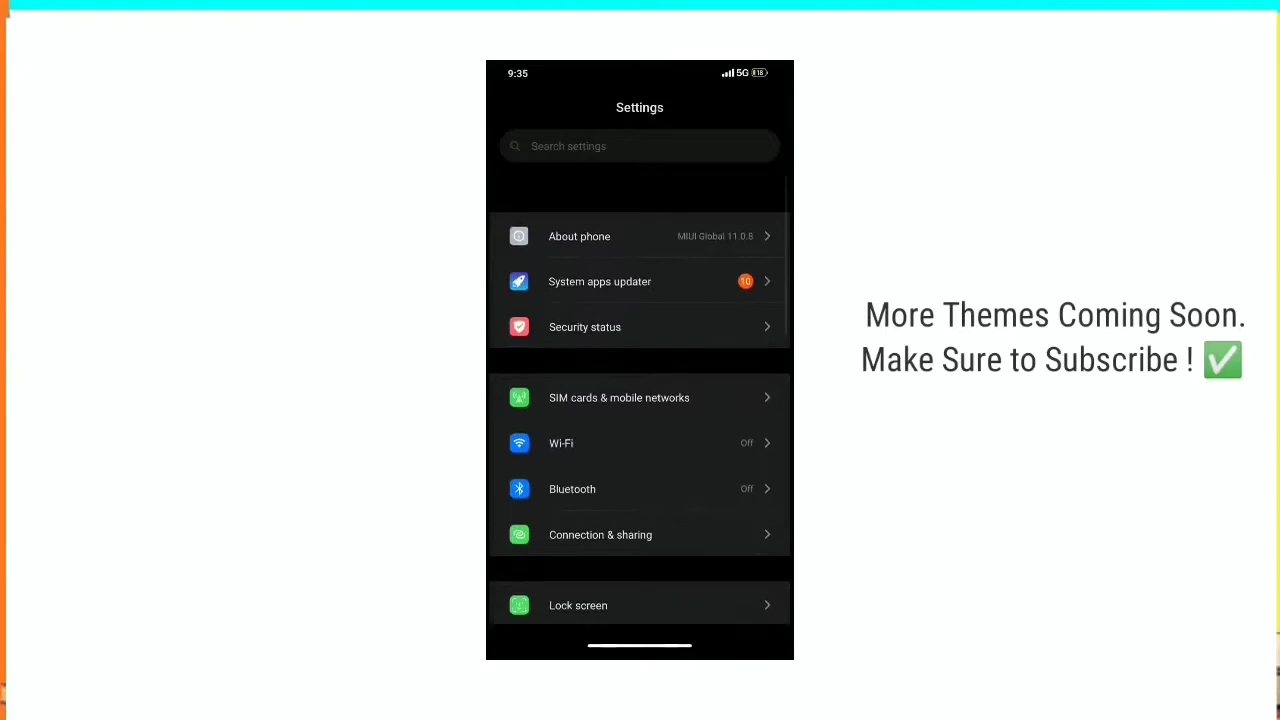 9:35 5G 18
Settings
Search settings
About phone MIUI Global 11.0.8
System apps updater 10
Security status
SIM cards & mobile networks
Wi-Fi Off
Bluetooth Off
Connection & sharing
Lock screen
More Themes Coming Soon.
Make Sure to Subscribe ! ✅